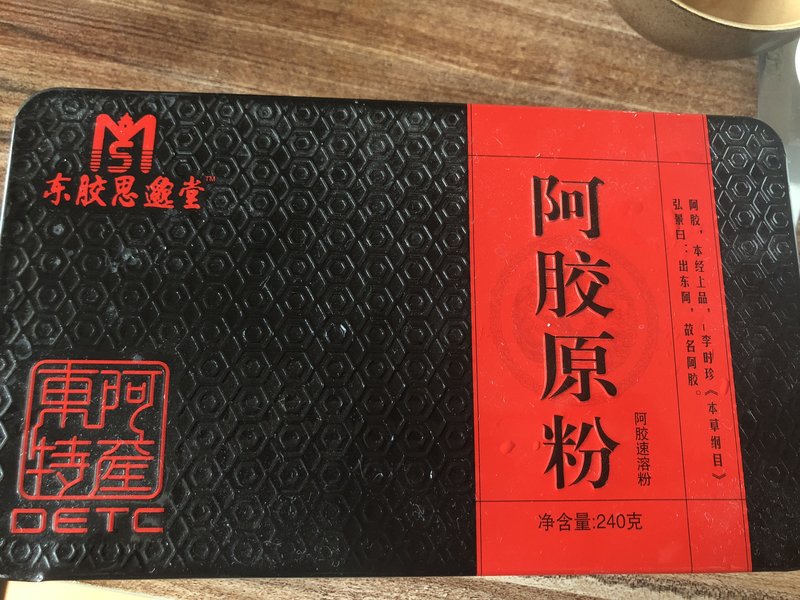 东胶思邈堂™
東阿
特産
DETC
阿胶,本经上品,-李时珍《本草纲目》
弘景曰:出东阿,故名阿胶。
阿胶原粉
阿胶速溶粉
净含量:240克